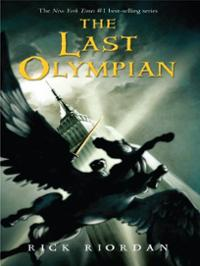 The New York Times #1 best-selling series
THE
LAST
OLYMPIAN
RICK RIORDAN